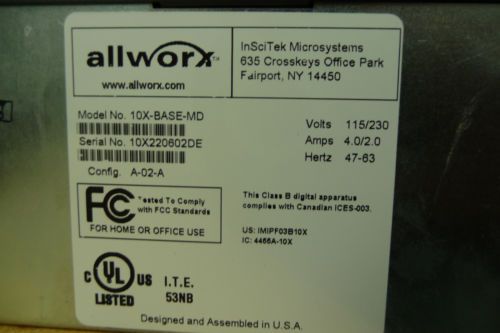 allworx™
www.allworx.com
InSciTek Microsystems
635 Crosskeys Office Park
Fairport, NY 14450
Model No. 10X-BASE-MD
Serial No. 10X220602DE
Config. A-02-A
Volts 115/230
Amps 4.0/2.0
Hertz 47-63
FC Tested To Comply
with FCC Standards
FOR HOME OR OFFICE USE
This Class B digital apparatus
complies with Canadian ICES-003.
US: IMIPF03B10X
IC: 4466A-10X
C UL US
LISTED
I.T.E.
53NB
Designed and Assembled in U.S.A.